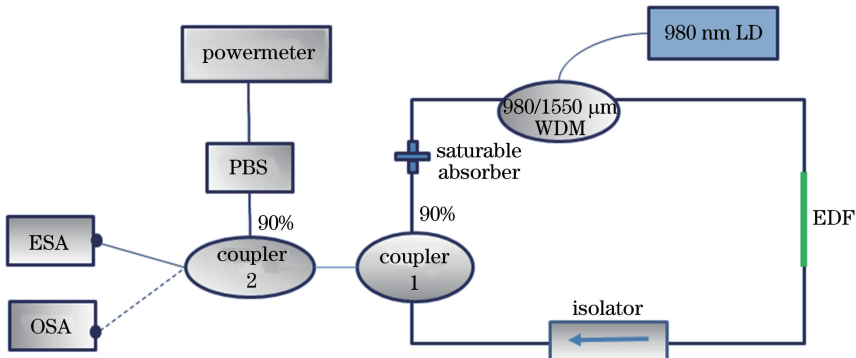 powermeter
980 nm LD
980/1550 μm
WDM
PBS
saturable
absorber
90%
90%
ESA
coupler
2
coupler
1
EDF
OSA
isolator